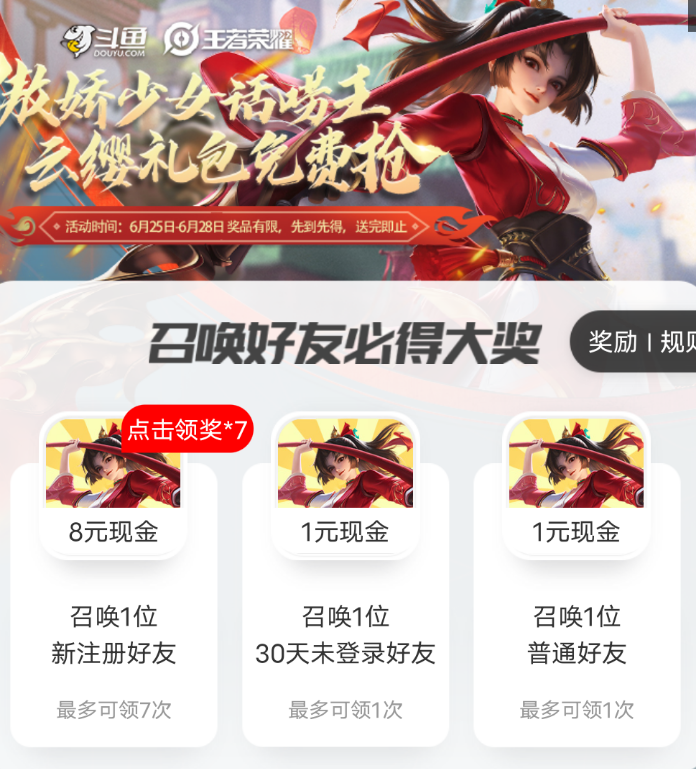 斗鱼
DOUYU.COM
王者荣耀
傲娇少女话唠王
云缨礼包免费抢
活动时间：6月25日-6月28日 奖品有限，先到先得，送完即止
召唤好友必得大奖
奖励 | 规则
点击领奖*7
8元现金
1元现金
1元现金
召唤1位
新注册好友
召唤1位
30天未登录好友
召唤1位
普通好友
最多可领7次
最多可领1次
最多可领1次